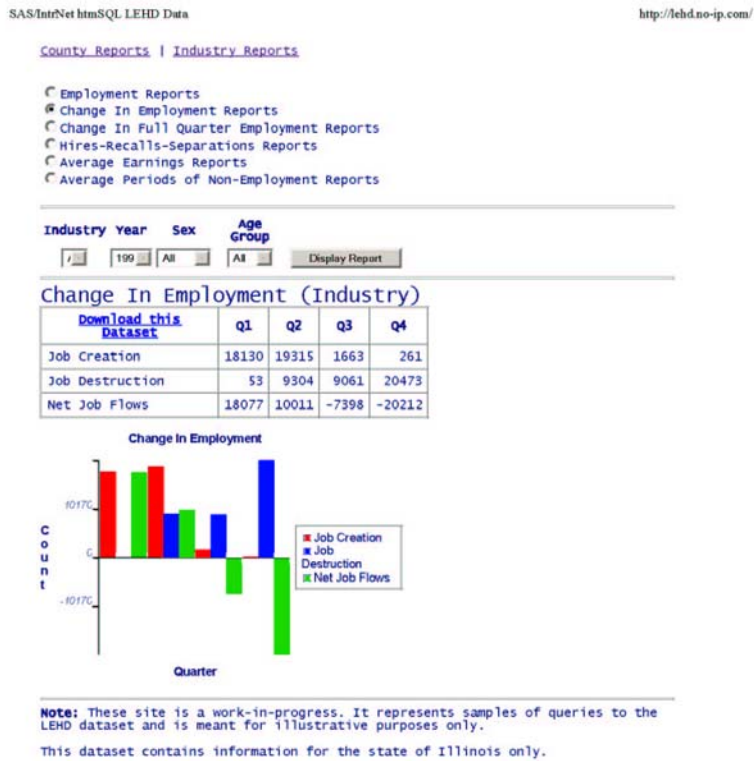 SAS/IntrNet htmSQL LEHD Data http://lehd.no-ip.com/
County Reports | Industry Reports
Employment Reports
Change In Employment Reports
Change In Full Quarter Employment Reports
Hires-Recalls-Separations Reports
Average Earnings Reports
Average Periods of Non-Employment Reports
Industry Year Sex Age Group
199 All All Display Report
Change In Employment (Industry)
Download this Dataset Q1 Q2 Q3 Q4
Job Creation 18130 19315 1663 261
Job Destruction 53 9304 9061 20473
Net Job Flows 18077 10011 -7398 -20212
Change In Employment
Count
10170
0
-10170
Job Creation
Job
Destruction
Net Job Flows
Quarter
Note: These site is a work-in-progress. It represents samples of queries to the
LEHD dataset and is meant for illustrative purposes only.
This dataset contains information for the state of Illinois only.